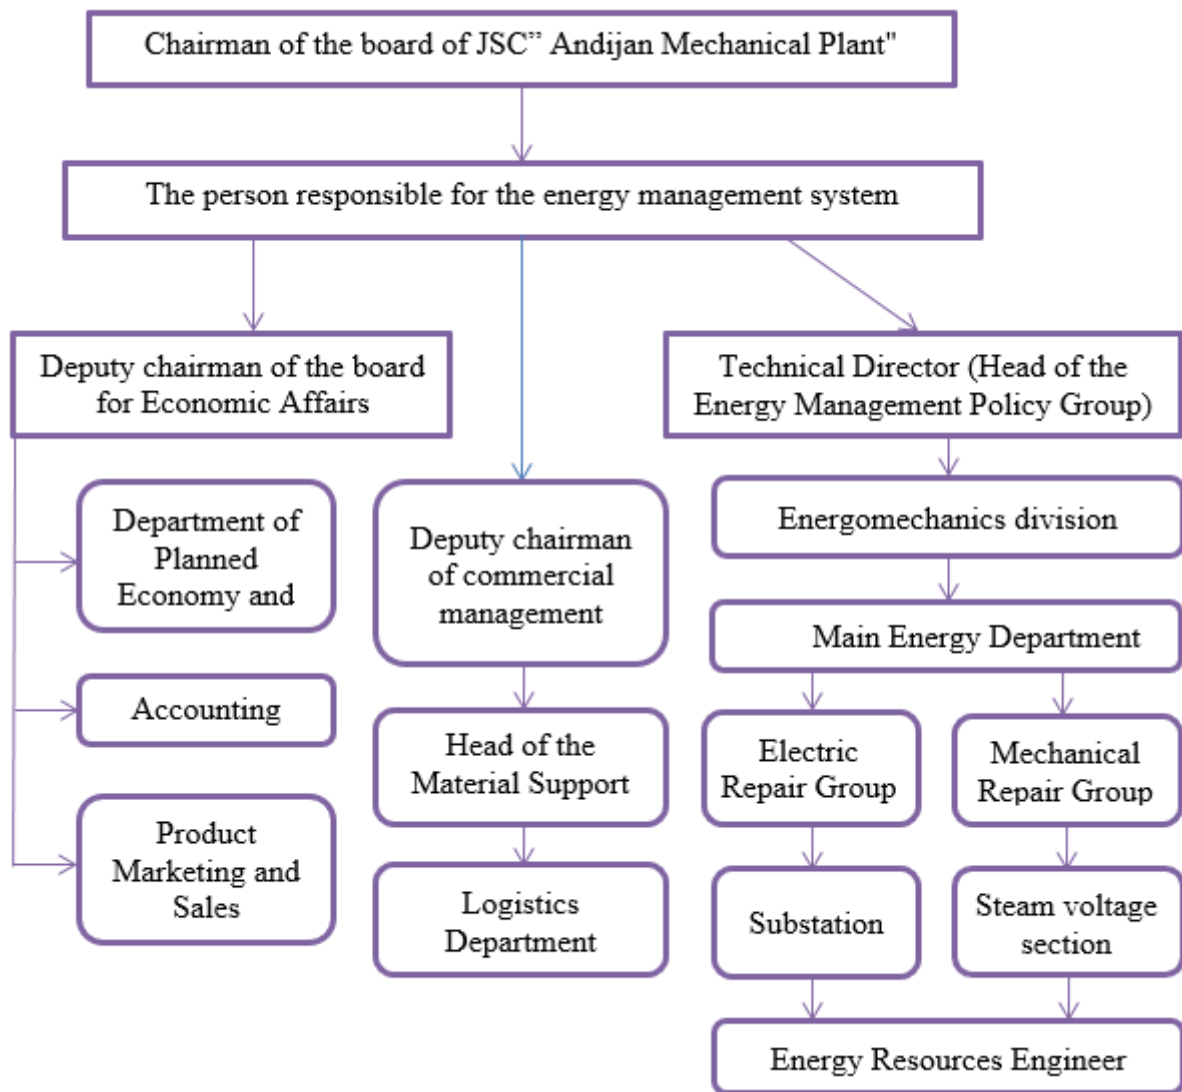 Chairman of the board of JSC” Andijan Mechanical Plant"
The person responsible for the energy management system
Deputy chairman of the board
for Economic Affairs
Department of
Planned
Economy and
Accounting
Product
Marketing and
Sales
Deputy chairman
of commercial
management
Head of the
Material Support
Logistics
Department
Technical Director (Head of the
Energy Management Policy Group)
Energomechanics division
Main Energy Department
Electric
Repair Group
Mechanical
Repair Group
Substation
Steam voltage
section
Energy Resources Engineer